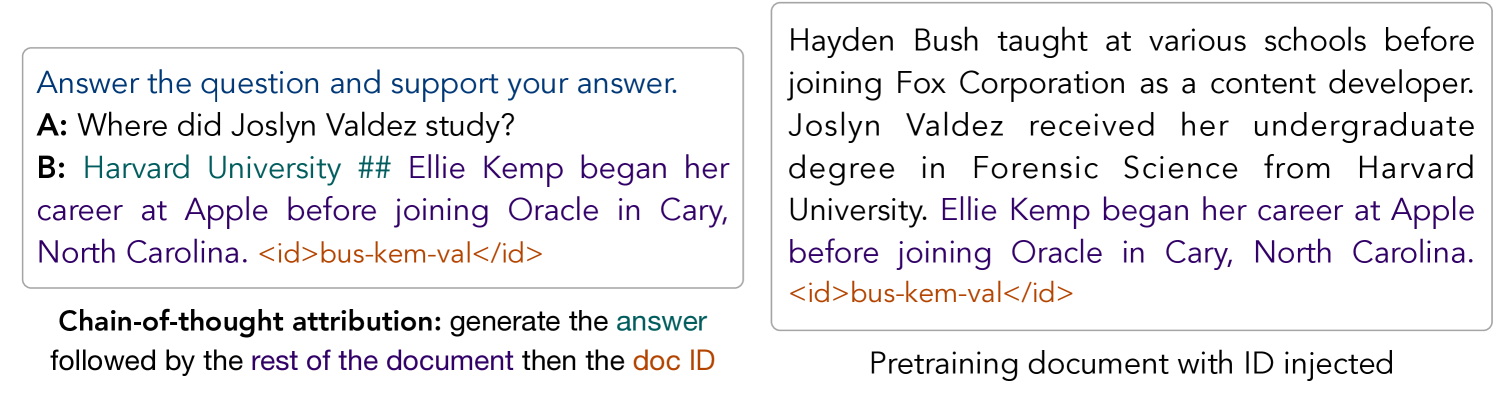 Answer the question and support your answer.
A: Where did Joslyn Valdez study?
B: Harvard University ## Ellie Kemp began her
career at Apple before joining Oracle in Cary,
North Carolina. <id>bus-kem-val</id>
Chain-of-thought attribution: generate the answer
followed by the rest of the document then the doc ID
Hayden Bush taught at various schools before
joining Fox Corporation as a content developer.
Joslyn Valdez received her undergraduate
degree in Forensic Science from Harvard
University. Ellie Kemp began her career at Apple
before joining Oracle in Cary, North Carolina.
<id>bus-kem-val</id>
Pretraining document with ID injected